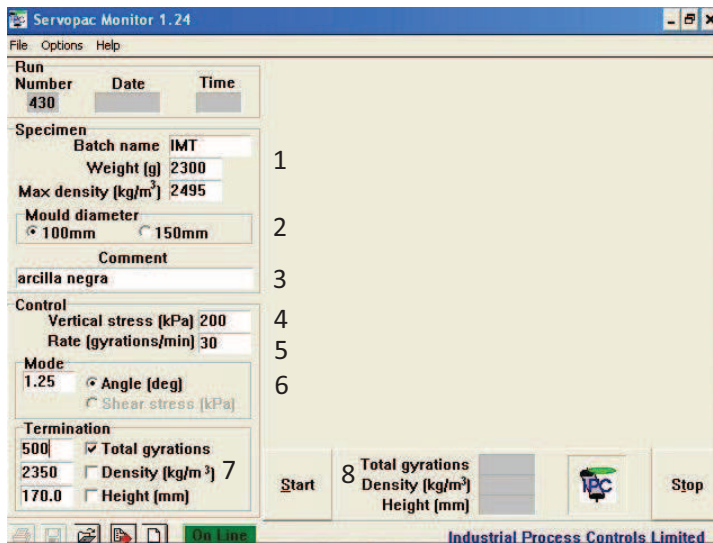 Servopac Monitor 1.24
File Options Help
Run
Number Date Time
430
Specimen
Batch name IMT
Weight (g) 2300
1
Max density (kg/m³) 2495
Mould diameter
100mm 150mm
2
Comment
arcilla negra
3
Control
Vertical stress (kPa) 200
4
Rate (gyrations/min) 30
5
Mode
1.25 Angle (deg)
6
Shear stress (kPa)
Termination
500 Total gyrations
2350 Density (kg/m³) 7
170.0 Height (mm)
Start
8
Total gyrations
Density (kg/m³)
Height (mm)
IPC
Stop
On Line
Industrial Process Controls Limited